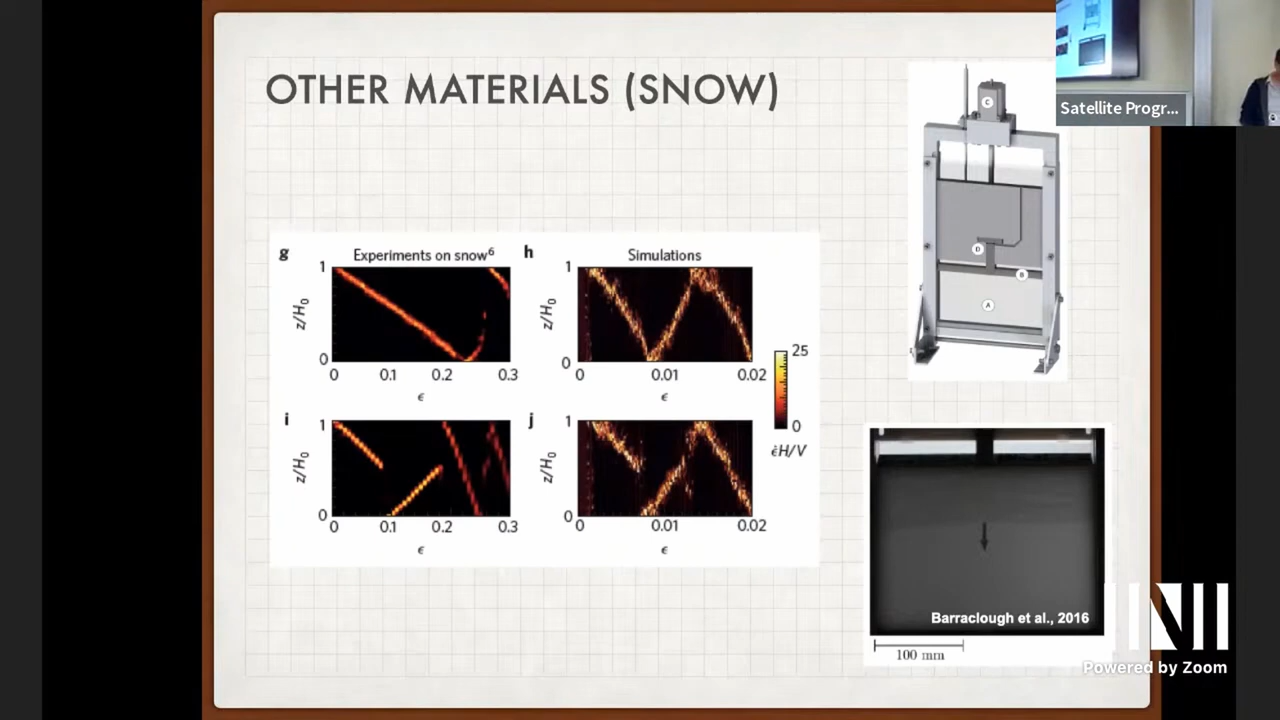 OTHER MATERIALS (SNOW)
Satellite Progr...
g
Experiments on snow6
h
Simulations
1
z/H0
0
0 0.1 0.2 0.3
ϵ
1
z/H0
0
0 0.01 0.02
ϵ
25
0
ϵ̇H/V
i
1
z/H0
0
0 0.1 0.2 0.3
ϵ
j
1
z/H0
0
0 0.01 0.02
ϵ
C
D
B
A
Barraclough et al., 2016
100 mm
INI
Powered by Zoom